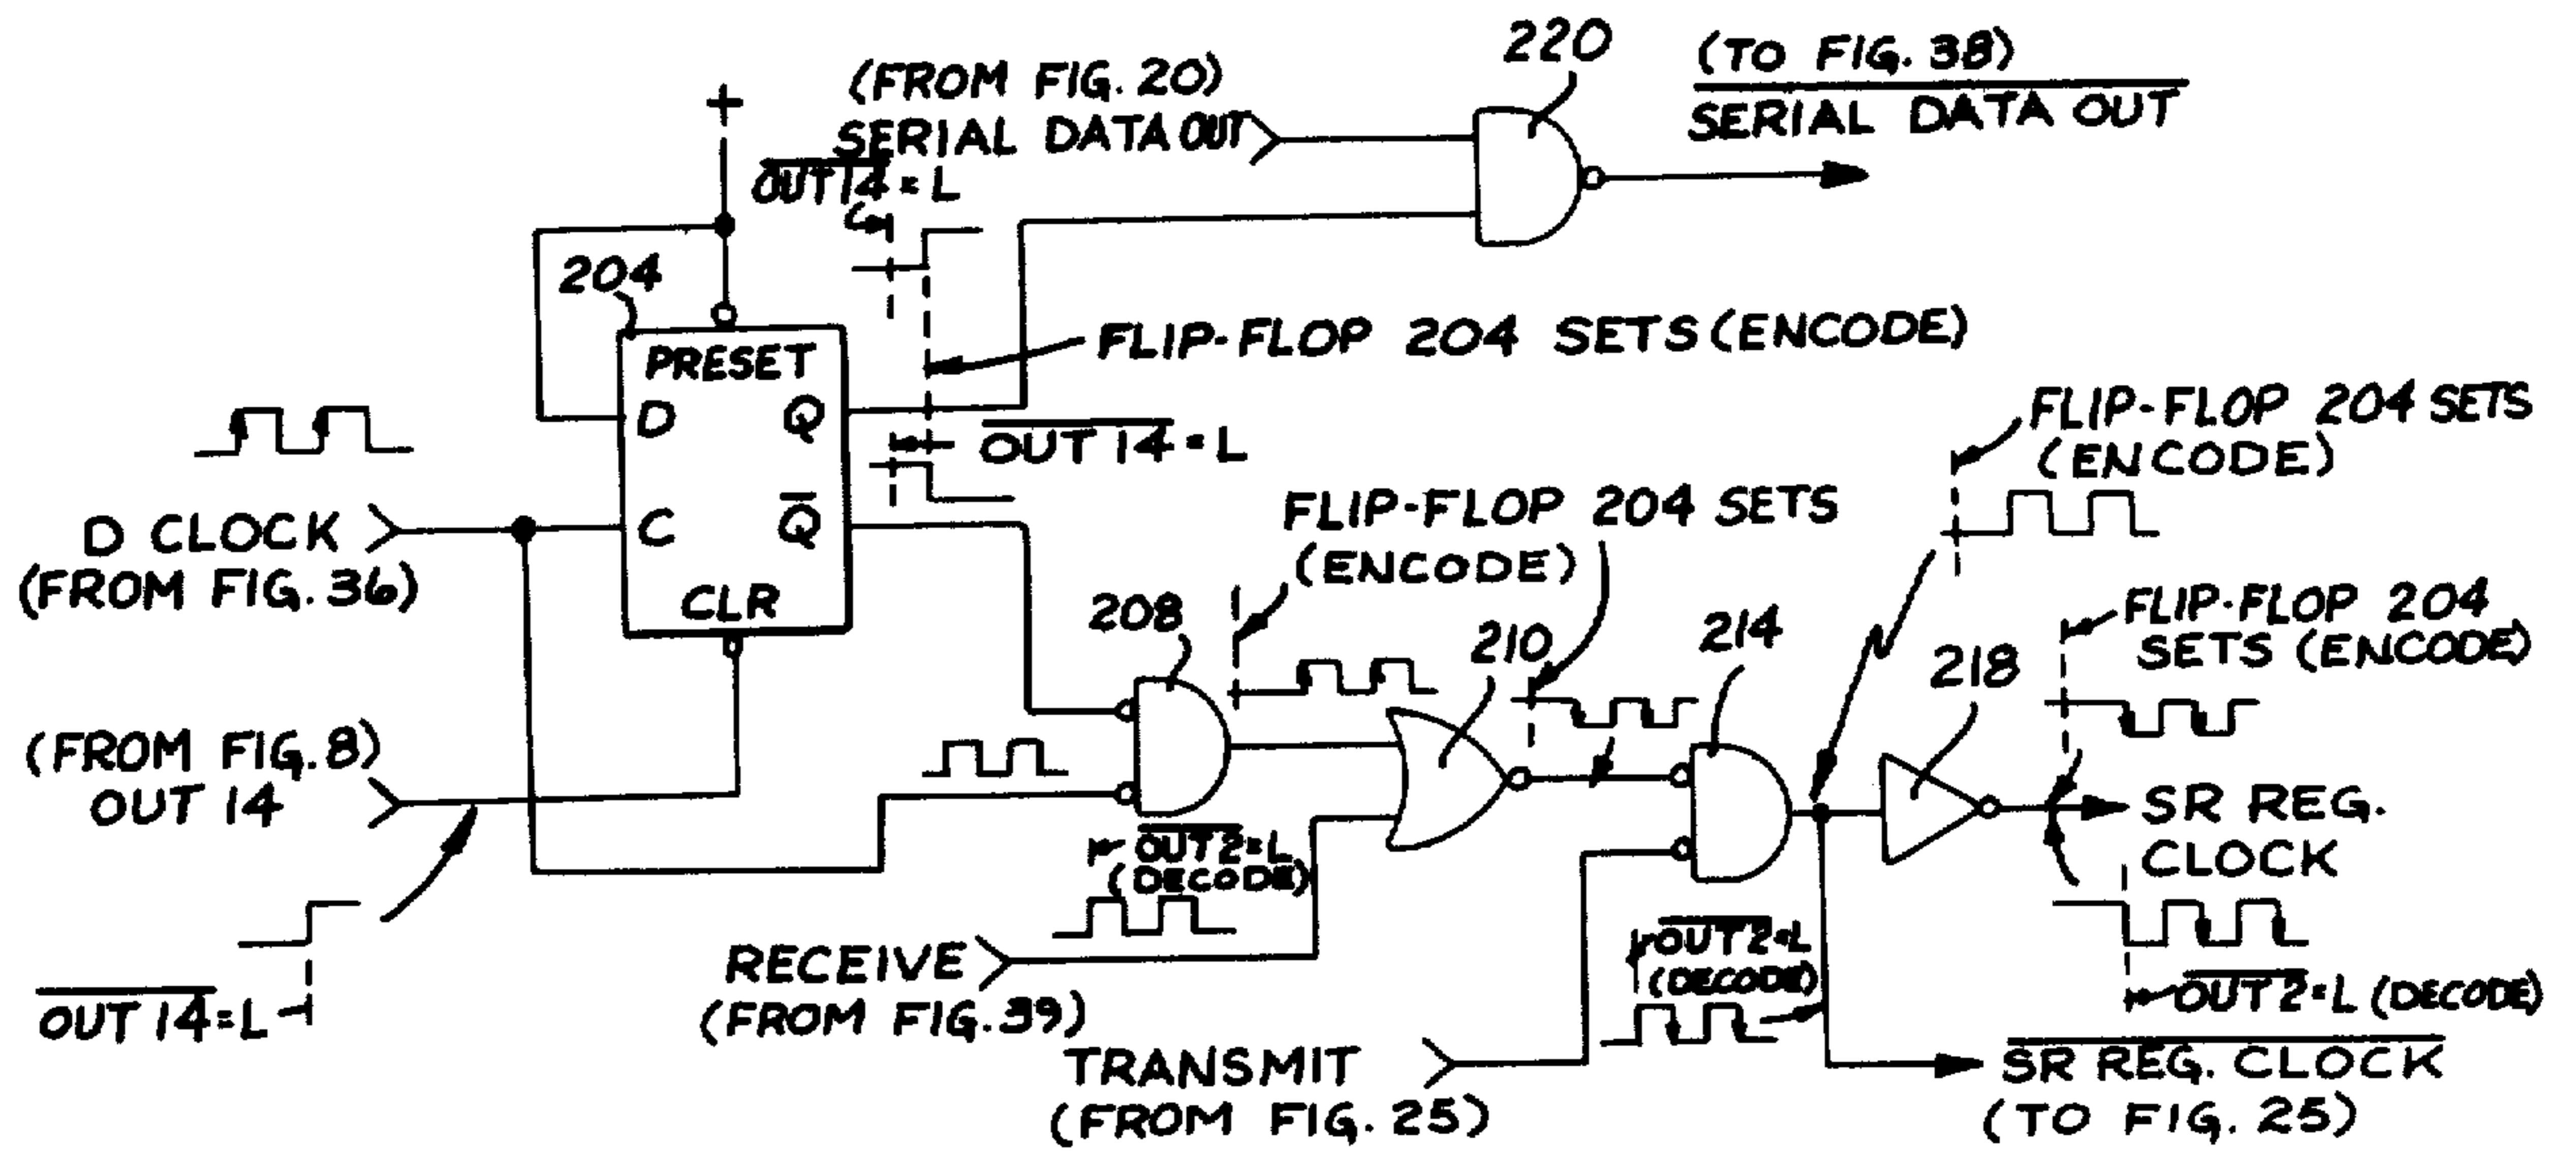 220
(TO FIG. 38)
SERIAL DATA OUT
(FROM FIG. 20)
SERIAL DATA OUT
+
OUT 14 = L
204
PRESET
D
Q
C
Q
CLR
FLIP-FLOP 204 SETS (ENCODE)
OUT 14 = L
D CLOCK
(FROM FIG. 36)
FLIP-FLOP 204 SETS
(ENCODE)
FLIP-FLOP 204 SETS
(ENCODE)
208
210
214
218
FLIP-FLOP 204
SETS (ENCODE)
(FROM FIG. 8)
OUT 14
OUT 14 = L
OUT 2 = L
(DECODE)
RECEIVE
(FROM FIG. 39)
OUT 2 = L
(DECODE)
TRANSMIT
(FROM FIG. 25)
SR REG.
CLOCK
OUT 2 = L (DECODE)
SR REG. CLOCK
(TO FIG. 25)